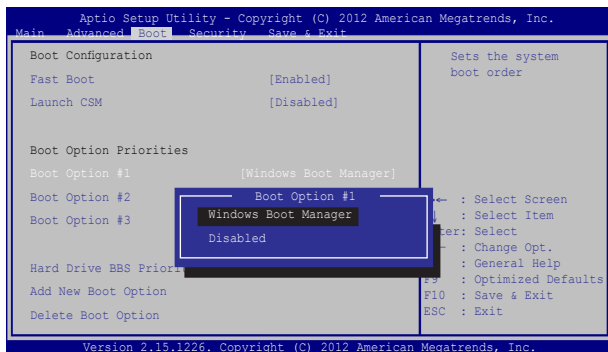 Aptio Setup Utility - Copyright (C) 2012 American Megatrends, Inc.
Main Advanced Boot Security Save & Exit
Boot Configuration
Fast Boot [Enabled]
Launch CSM [Disabled]
Boot Option Priorities
Boot Option #1 [Windows Boot Manager]
Boot Option #2
Boot Option #3
Hard Drive BBS
Add New Boot Option
Delete Boot Option
Boot Option #1
Windows Boot Manager
Disabled
Sets the system
boot order
→← : Select Screen
: Select Item
: Select
: Change Opt.
: General Help
F9 : Optimized Defaults
F10 : Save & Exit
ESC : Exit
Version 2.15.1226. Copyright (C) 2012 American Megatrends, Inc.